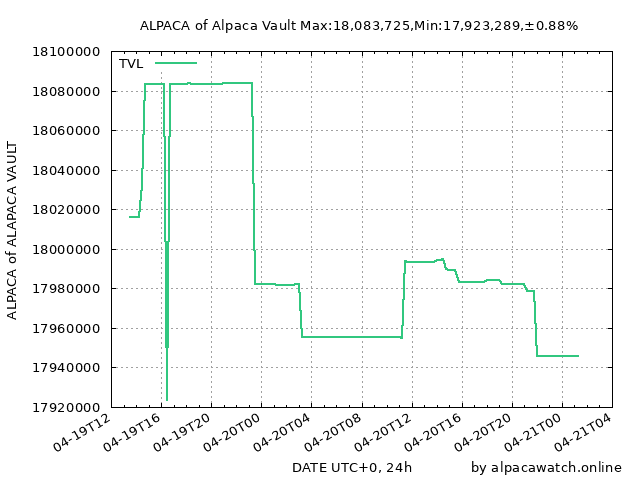 ALPACA of Alpaca Vault Max:18,083,725,Min:17,923,289,±0.88%
TVL
ALPACA of ALAPACA VAULT
18100000
18080000
18060000
18040000
18020000
18000000
17980000
17960000
17940000
17920000
04-19T12
04-19T16
04-19T20
04-20T00
04-20T04
04-20T08
04-20T12
04-20T16
04-20T20
04-21T00
04-21T04
DATE UTC+0, 24h
by alpacawatch.online